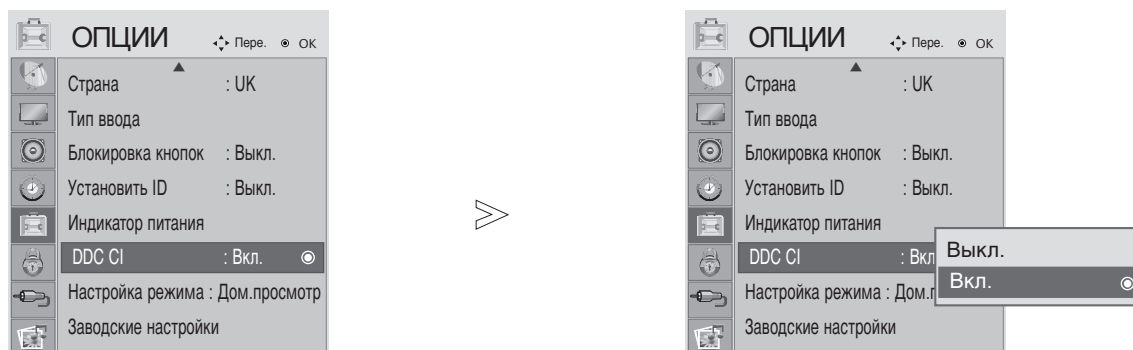 ОПЦИИ Пере. ОК
Страна : UK
Тип ввода
Блокировка кнопок : Выкл.
Установить ID : Выкл.
Индикатор питания
DDC CI : Вкл.
Настройка режима : Дом.просмотр
Заводские настройки
ОПЦИИ Пере. ОК
Страна : UK
Тип ввода
Блокировка кнопок : Выкл.
Установить ID : Выкл.
Индикатор питания
DDC CI : Вкл
Настройка режима : Дом.п
Заводские настройки
Выкл.
Вкл.